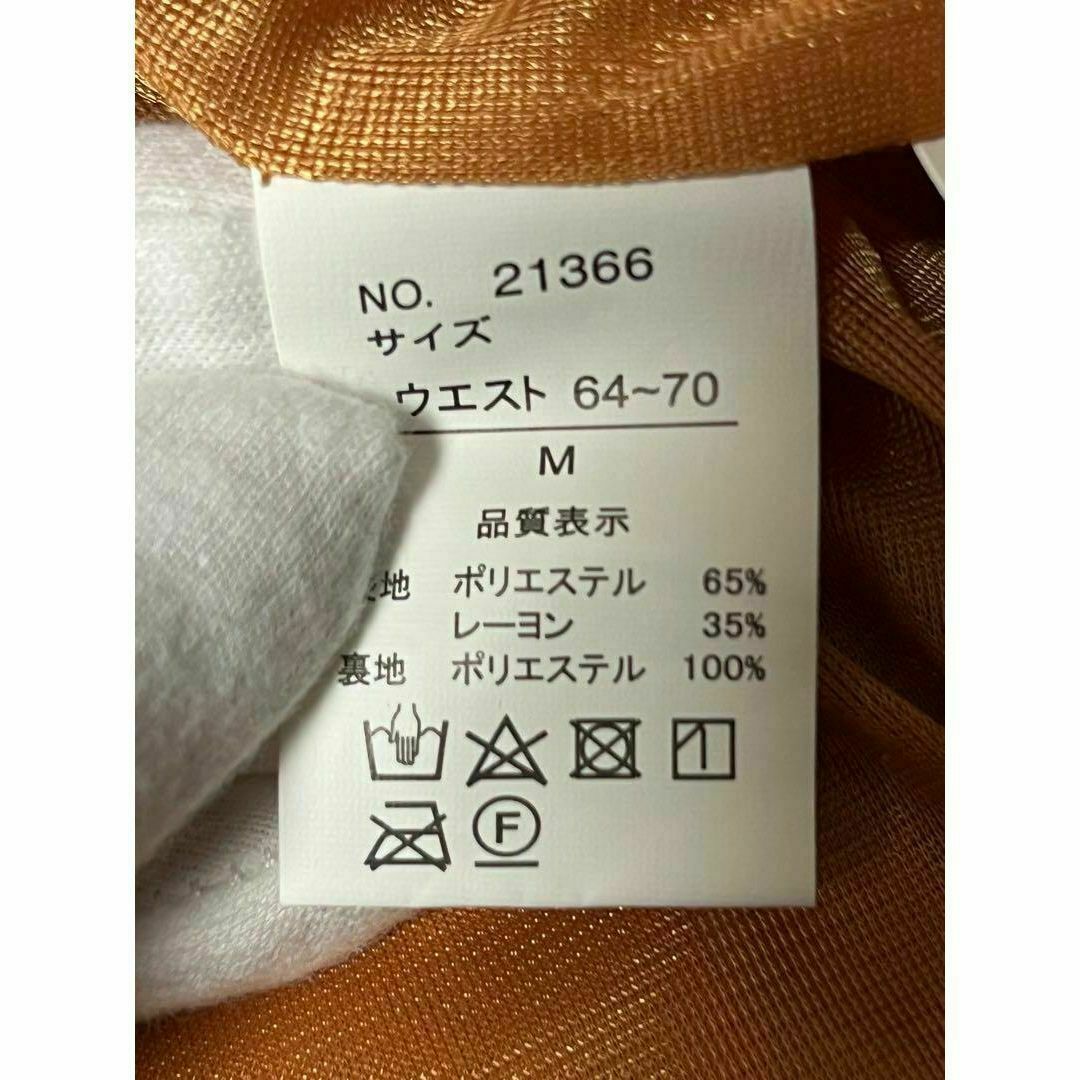 NO. 21366
サイズ
ウエスト 64~70
M
品質表示
地 ポリエステル 65%
レーヨン 35%
裏地 ポリエステル 100%
F